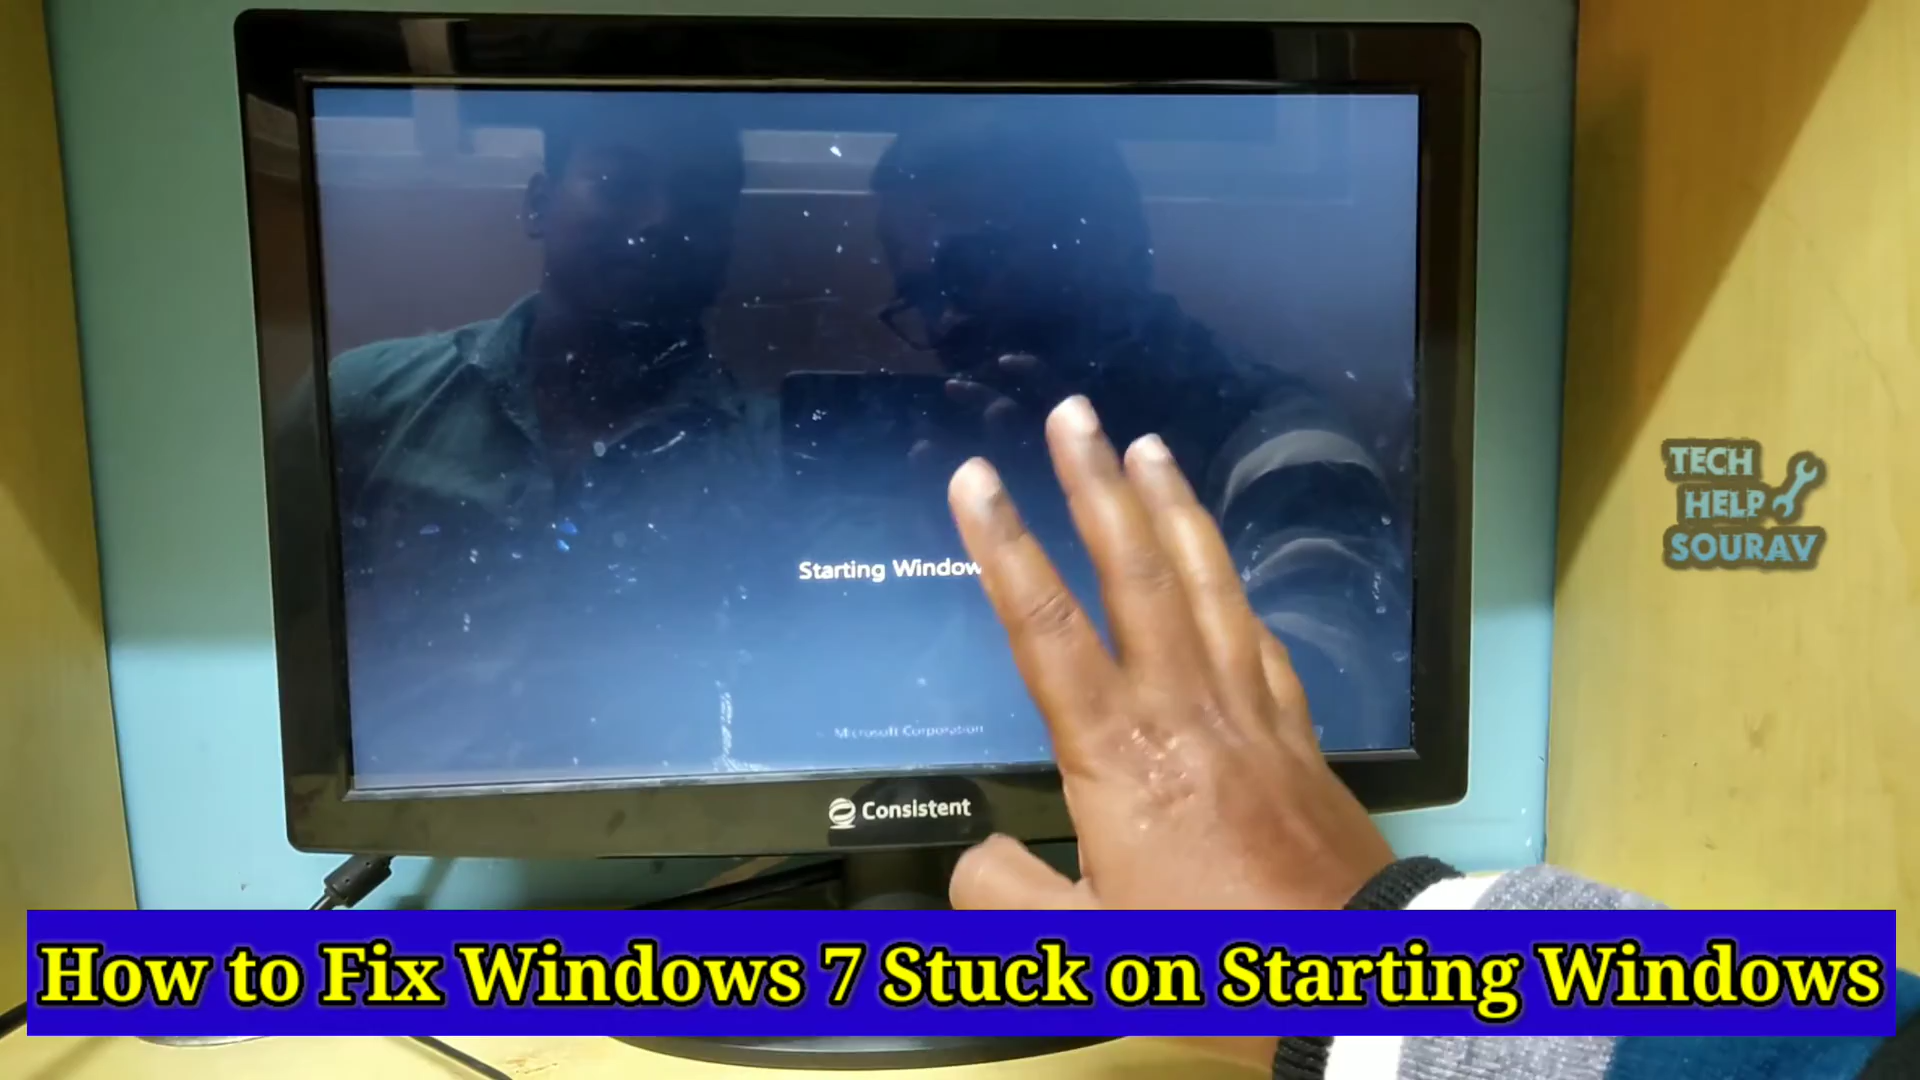 Starting Window
Microsoft Corporation
Consistent
TECH
HELP
SOURAV
How to Fix Windows 7 Stuck on Starting Windows